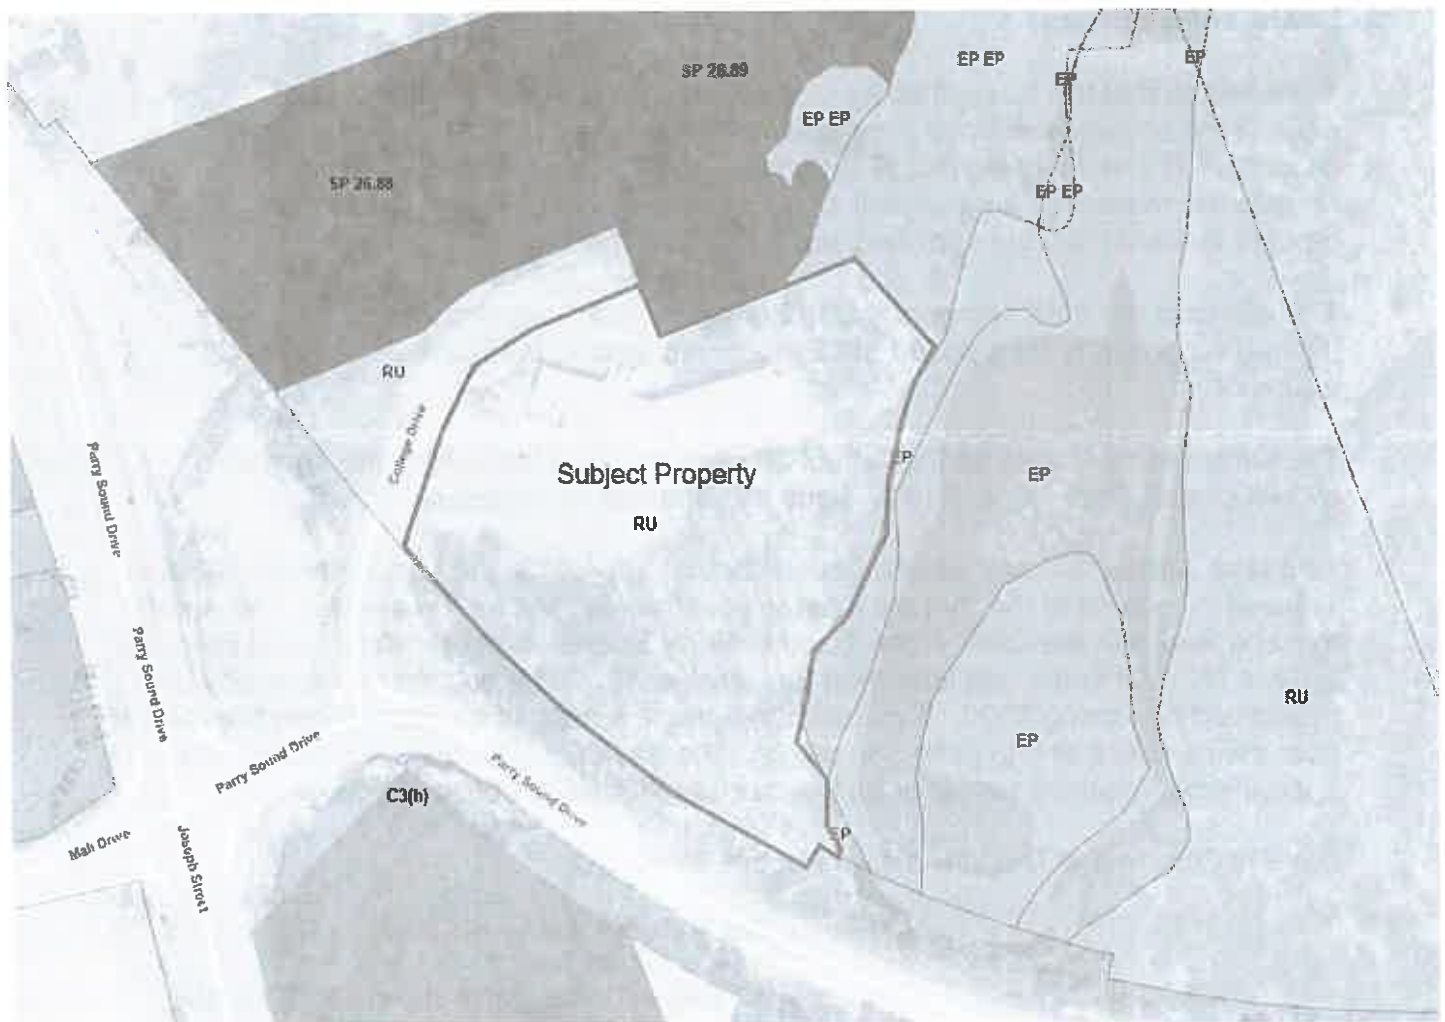 EP EP
EP
EP
SP 26.89
EP EP
SP 26.88
EP EP
RU
College Drive
Subject Property
EP
EP
RU
Parry Sound Drive
Parry Sound Drive
Parry Sound Drive
Parry Sound Drive
RU
EP
C3(h)
EP
Mall Drive
Joseph Street